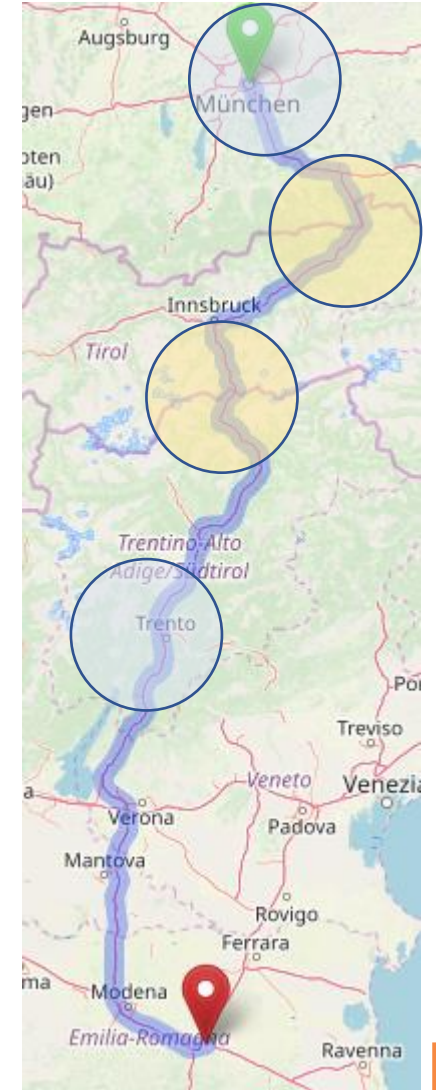 Augsburg
München
gen
oten
äu)
Innsbruck
Tirol
Trentino-Alto
Adige/Südtirol
Trento
Po
Treviso
Veneto
Venezia
a
Verona
Padova
Mantova
Rovigo
Ferrara
ma
Modena
Emilia-Romagna
Ravenna